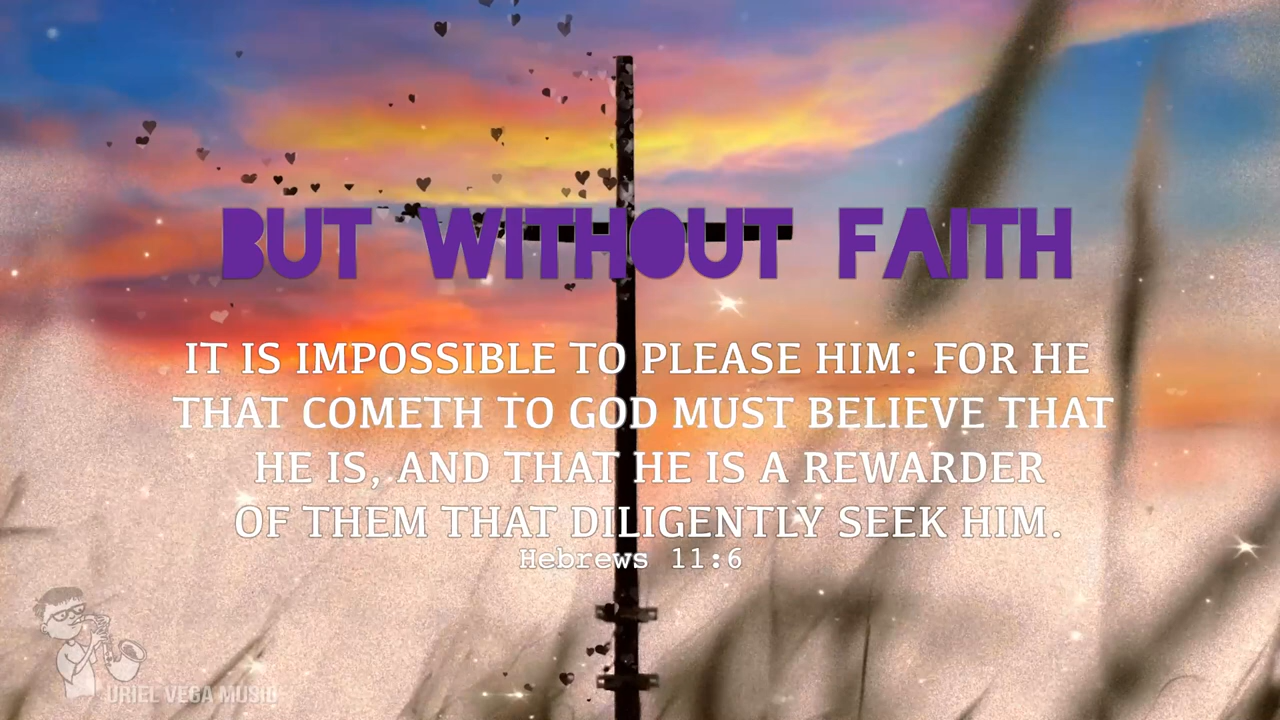 BUT WITHOUT FAITH
IT IS IMPOSSIBLE TO PLEASE HIM: FOR HE
THAT COMETH TO GOD MUST BELIEVE THAT
HE IS, AND THAT HE IS A REWARDER
OF THEM THAT DILIGENTLY SEEK HIM.
Hebrews 11:6
URIEL VEGA MUSIC